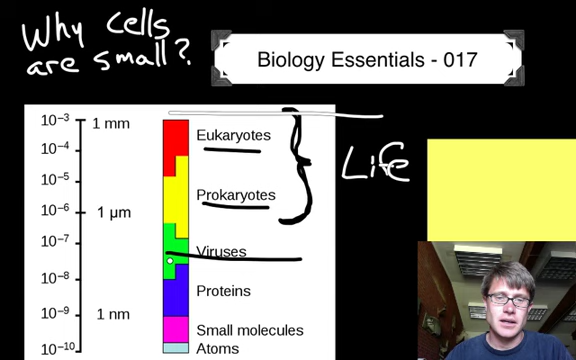 Why cells
are small?
Biology Essentials - 017
10⁻³ 1 mm
Eukaryotes
10⁻⁴
Life
10⁻⁵
Prokaryotes
10⁻⁶ 1 µm
10⁻⁷
Viruses
10⁻⁸
Proteins
10⁻⁹ 1 nm
Small molecules
10⁻¹⁰
Atoms